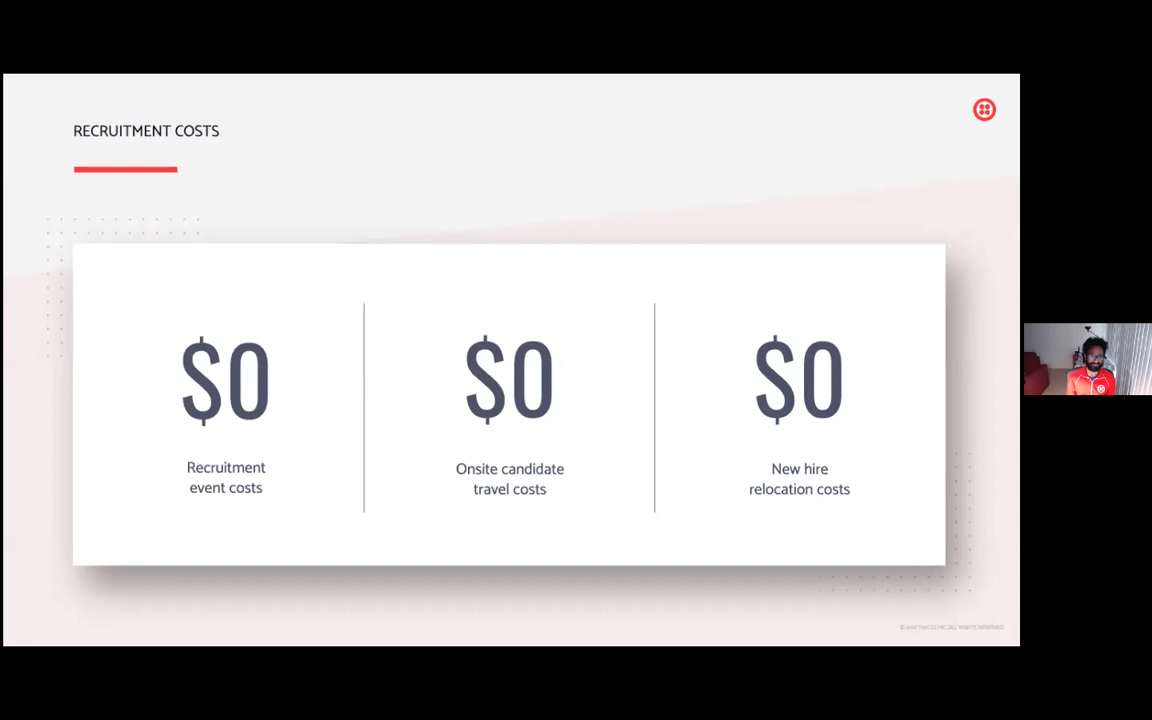 RECRUITMENT COSTS
$0
$0
$0
Recruitment
event costs
Onsite candidate
travel costs
New hire
relocation costs